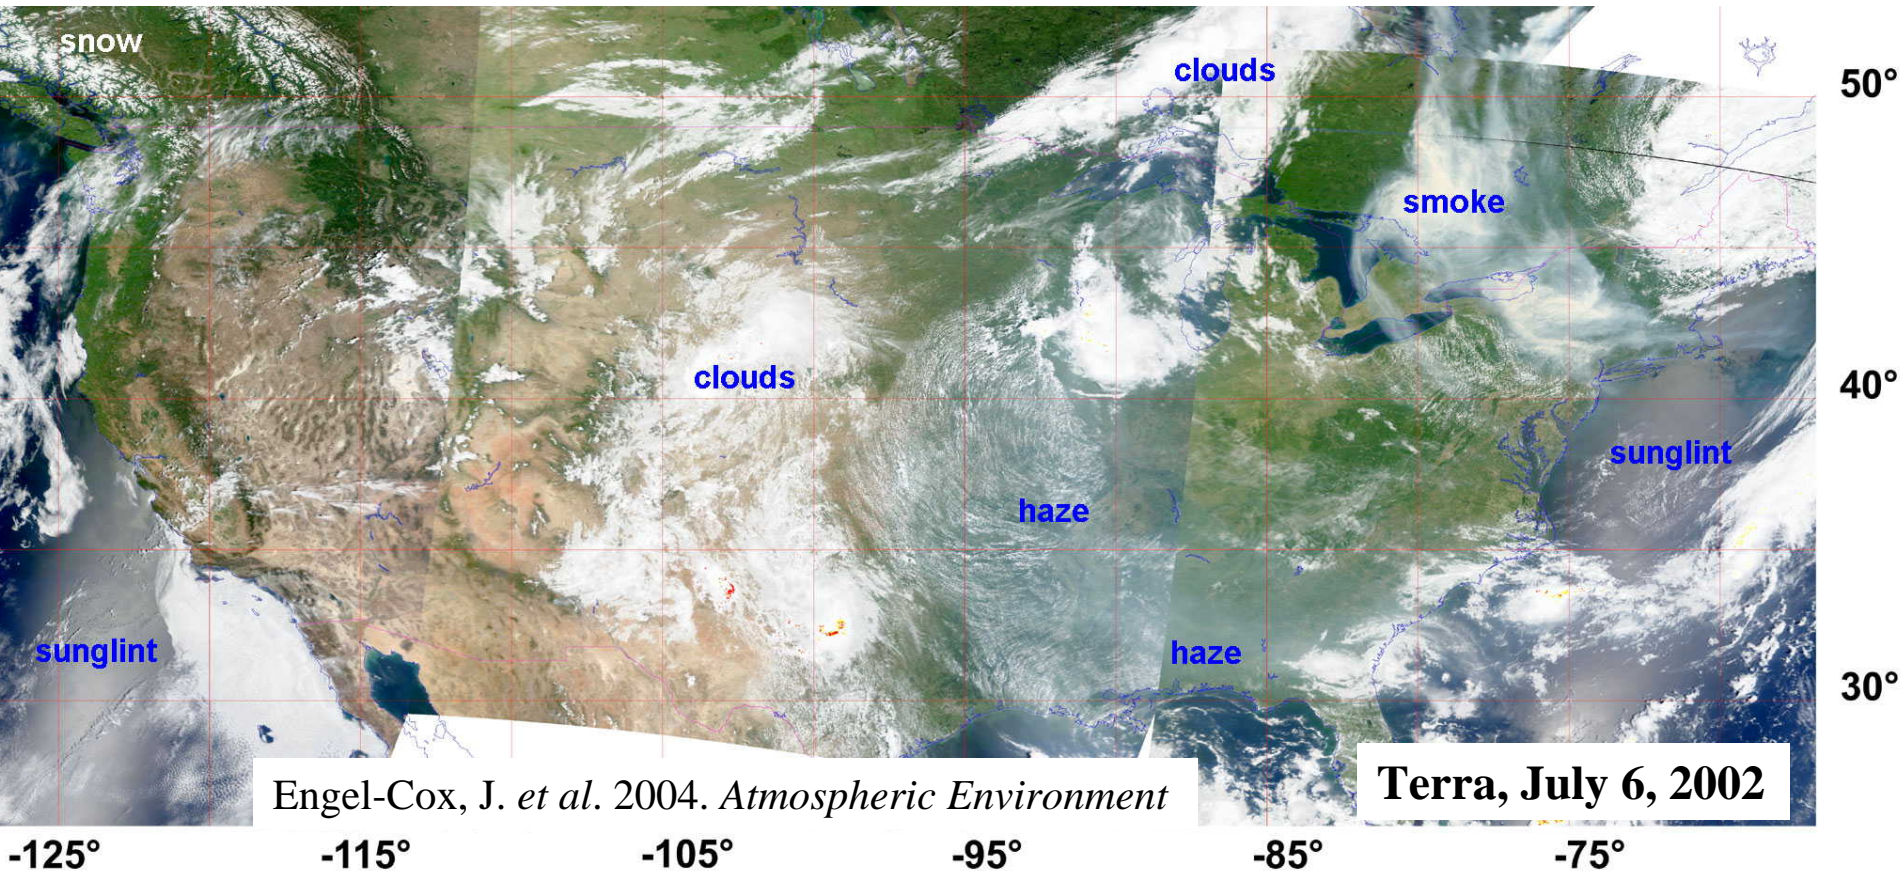 snow
clouds
50°
smoke
clouds
40°
sunglint
haze
sunglint
haze
30°
Engel-Cox, J. et al. 2004. Atmospheric Environment
Terra, July 6, 2002
-125°
-115°
-105°
-95°
-85°
-75°